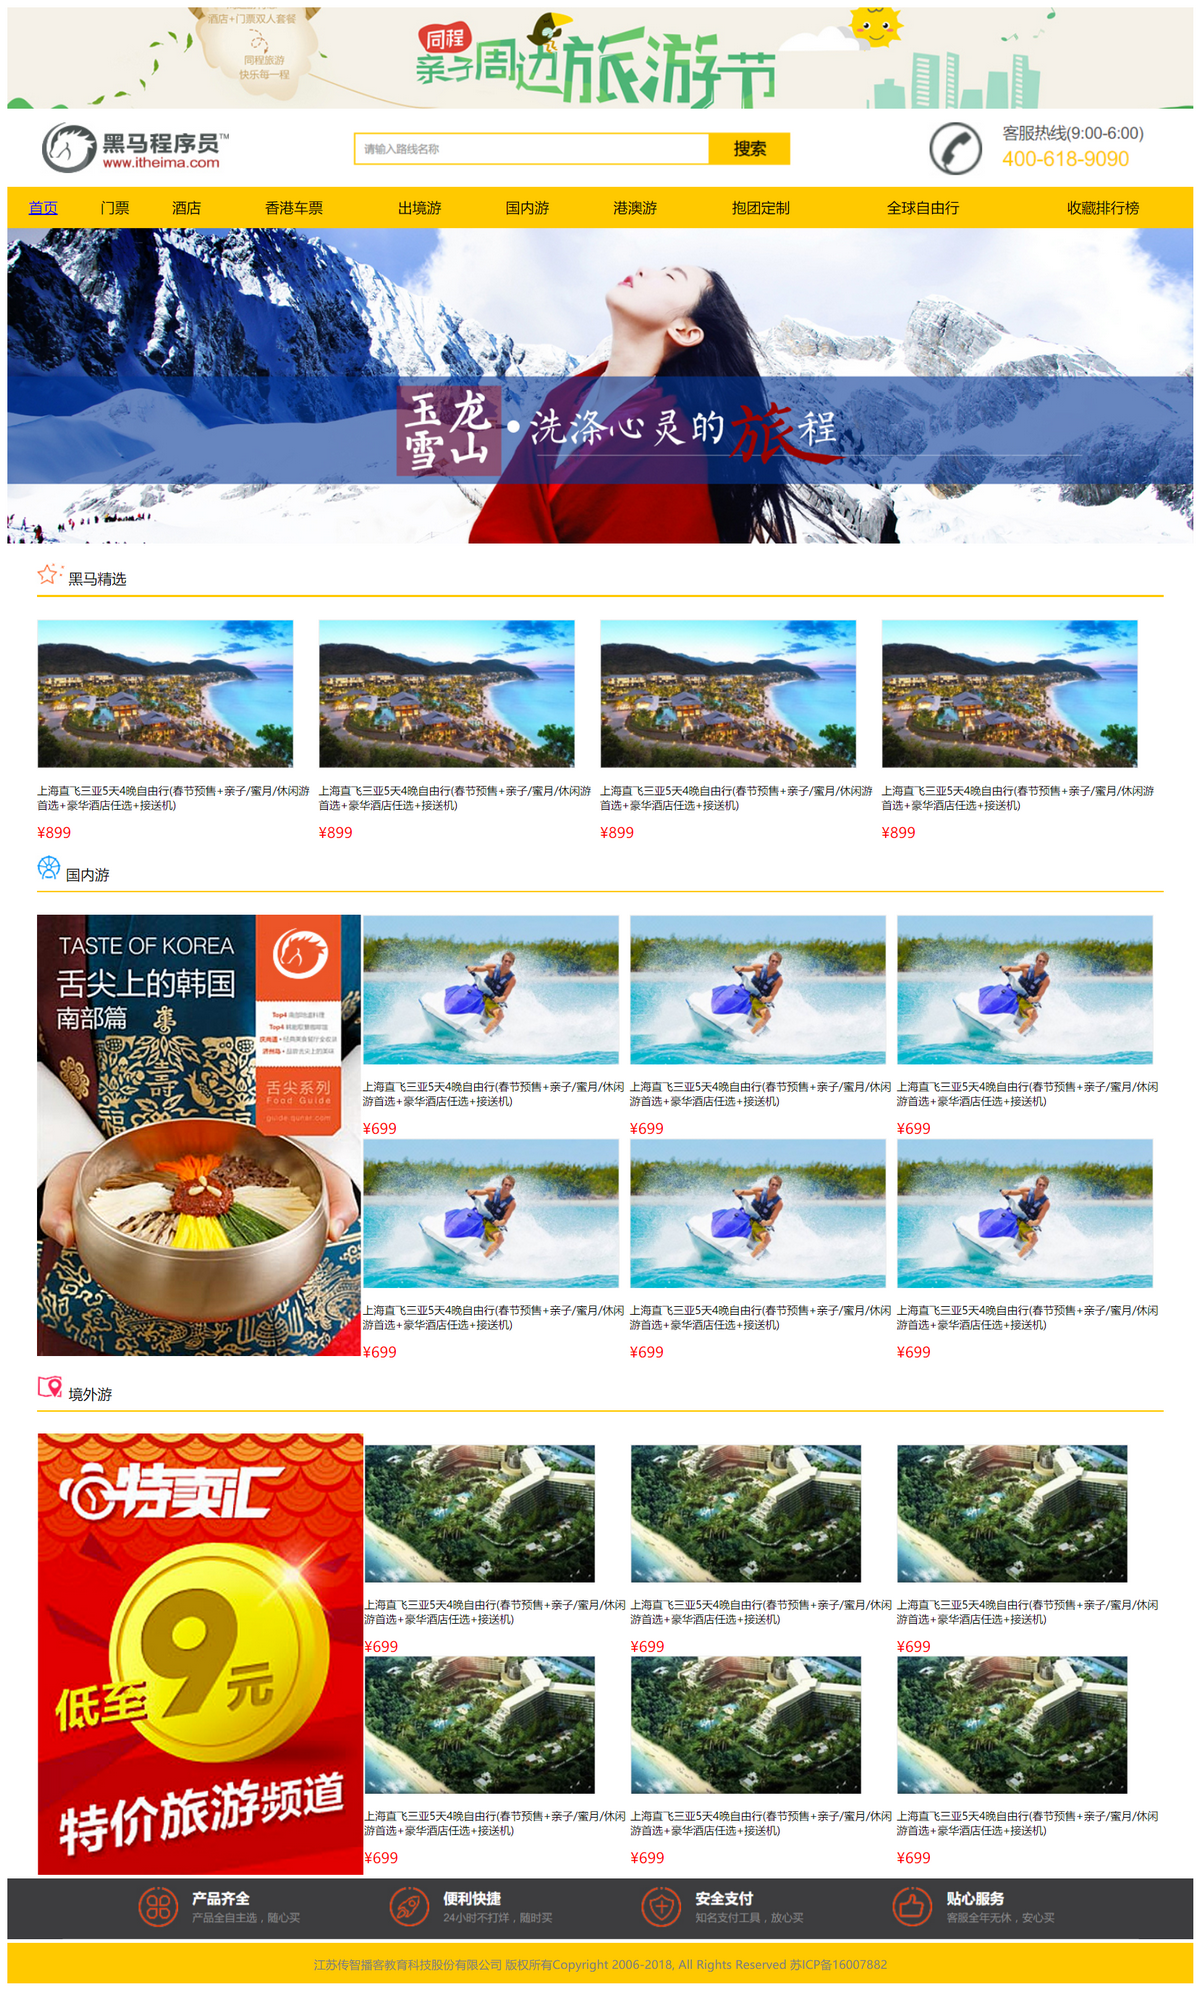 酒店+门票双人套餐
同程旅游
快乐每一程
同程
亲子周边旅游节
黑马程序员™
www.itheima.com
请输入路线名称
搜索
客服热线(9:00-6:00)
400-618-9090
首页 门票 酒店 香港车票 出境游 国内游 港澳游 抱团定制 全球自由行 收藏排行榜
玉龙
雪山
·洗涤心灵的旅程
黑马精选
上海直飞三亚5天4晚自由行(春节预售+亲子/蜜月/休闲游
首选+豪华酒店任选+接送机)
¥899
上海直飞三亚5天4晚自由行(春节预售+亲子/蜜月/休闲游
首选+豪华酒店任选+接送机)
¥899
上海直飞三亚5天4晚自由行(春节预售+亲子/蜜月/休闲游
首选+豪华酒店任选+接送机)
¥899
上海直飞三亚5天4晚自由行(春节预售+亲子/蜜月/休闲游
首选+豪华酒店任选+接送机)
¥899
国内游
TASTE OF KOREA
舌尖上的韩国
南部篇
Top4 南部地道料理
Top4
庆尚道•
济州岛•
舌尖系列
Food Guide
guide.qunar.com
上海直飞三亚5天4晚自由行(春节预售+亲子/蜜月/休闲
游首选+豪华酒店任选+接送机)
¥699
上海直飞三亚5天4晚自由行(春节预售+亲子/蜜月/休闲
游首选+豪华酒店任选+接送机)
¥699
上海直飞三亚5天4晚自由行(春节预售+亲子/蜜月/休闲
游首选+豪华酒店任选+接送机)
¥699
上海直飞三亚5天4晚自由行(春节预售+亲子/蜜月/休闲
游首选+豪华酒店任选+接送机)
¥699
上海直飞三亚5天4晚自由行(春节预售+亲子/蜜月/休闲
游首选+豪华酒店任选+接送机)
¥699
上海直飞三亚5天4晚自由行(春节预售+亲子/蜜月/休闲
游首选+豪华酒店任选+接送机)
¥699
境外游
特卖汇
低至9元
特价旅游频道
上海直飞三亚5天4晚自由行(春节预售+亲子/蜜月/休闲
游首选+豪华酒店任选+接送机)
¥699
上海直飞三亚5天4晚自由行(春节预售+亲子/蜜月/休闲
游首选+豪华酒店任选+接送机)
¥699
上海直飞三亚5天4晚自由行(春节预售+亲子/蜜月/休闲
游首选+豪华酒店任选+接送机)
¥699
上海直飞三亚5天4晚自由行(春节预售+亲子/蜜月/休闲
游首选+豪华酒店任选+接送机)
¥699
上海直飞三亚5天4晚自由行(春节预售+亲子/蜜月/休闲
游首选+豪华酒店任选+接送机)
¥699
上海直飞三亚5天4晚自由行(春节预售+亲子/蜜月/休闲
游首选+豪华酒店任选+接送机)
¥699
产品齐全
产品全自主选，随心买
便利快捷
24小时不打烊，随时买
安全支付
知名支付工具，放心买
贴心服务
客服全年无休，安心买
江苏传智播客教育科技股份有限公司 版权所有Copyright 2006-2018, All Rights Reserved 苏ICP备16007882